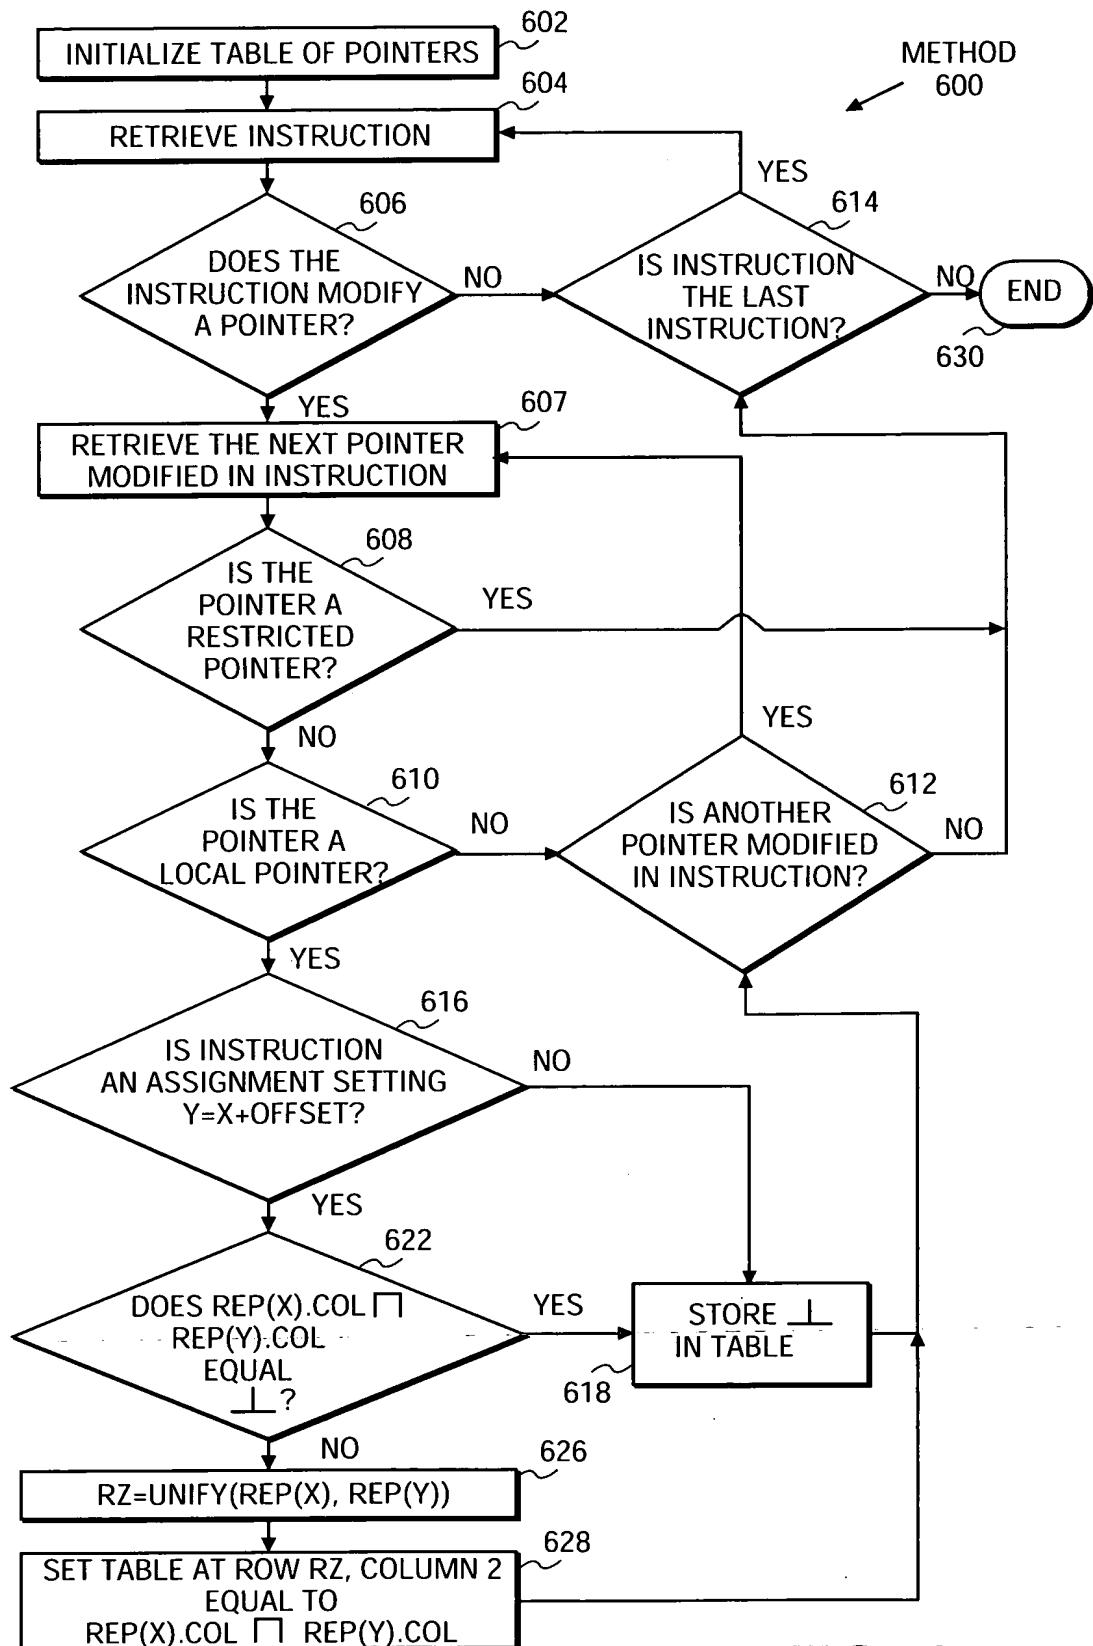 602
INITIALIZE TABLE OF POINTERS
METHOD
600
604
RETRIEVE INSTRUCTION
YES
606
614
DOES THE
INSTRUCTION MODIFY
A POINTER?
NO
IS INSTRUCTION
THE LAST
INSTRUCTION?
NO
END
630
YES
607
RETRIEVE THE NEXT POINTER
MODIFIED IN INSTRUCTION
608
IS THE
POINTER A
RESTRICTED
POINTER?
YES
NO
YES
610
IS THE
POINTER A
LOCAL POINTER?
NO
612
IS ANOTHER
POINTER MODIFIED
IN INSTRUCTION?
NO
YES
616
IS INSTRUCTION
AN ASSIGNMENT SETTING
Y=X+OFFSET?
NO
YES
622
DOES REP(X).COL ⊓
REP(Y).COL
EQUAL
⊥?
YES
STORE ⊥
IN TABLE
618
NO
626
RZ=UNIFY(REP(X), REP(Y))
628
SET TABLE AT ROW RZ, COLUMN 2
EQUAL TO
REP(X).COL ⊓ REP(Y).COL